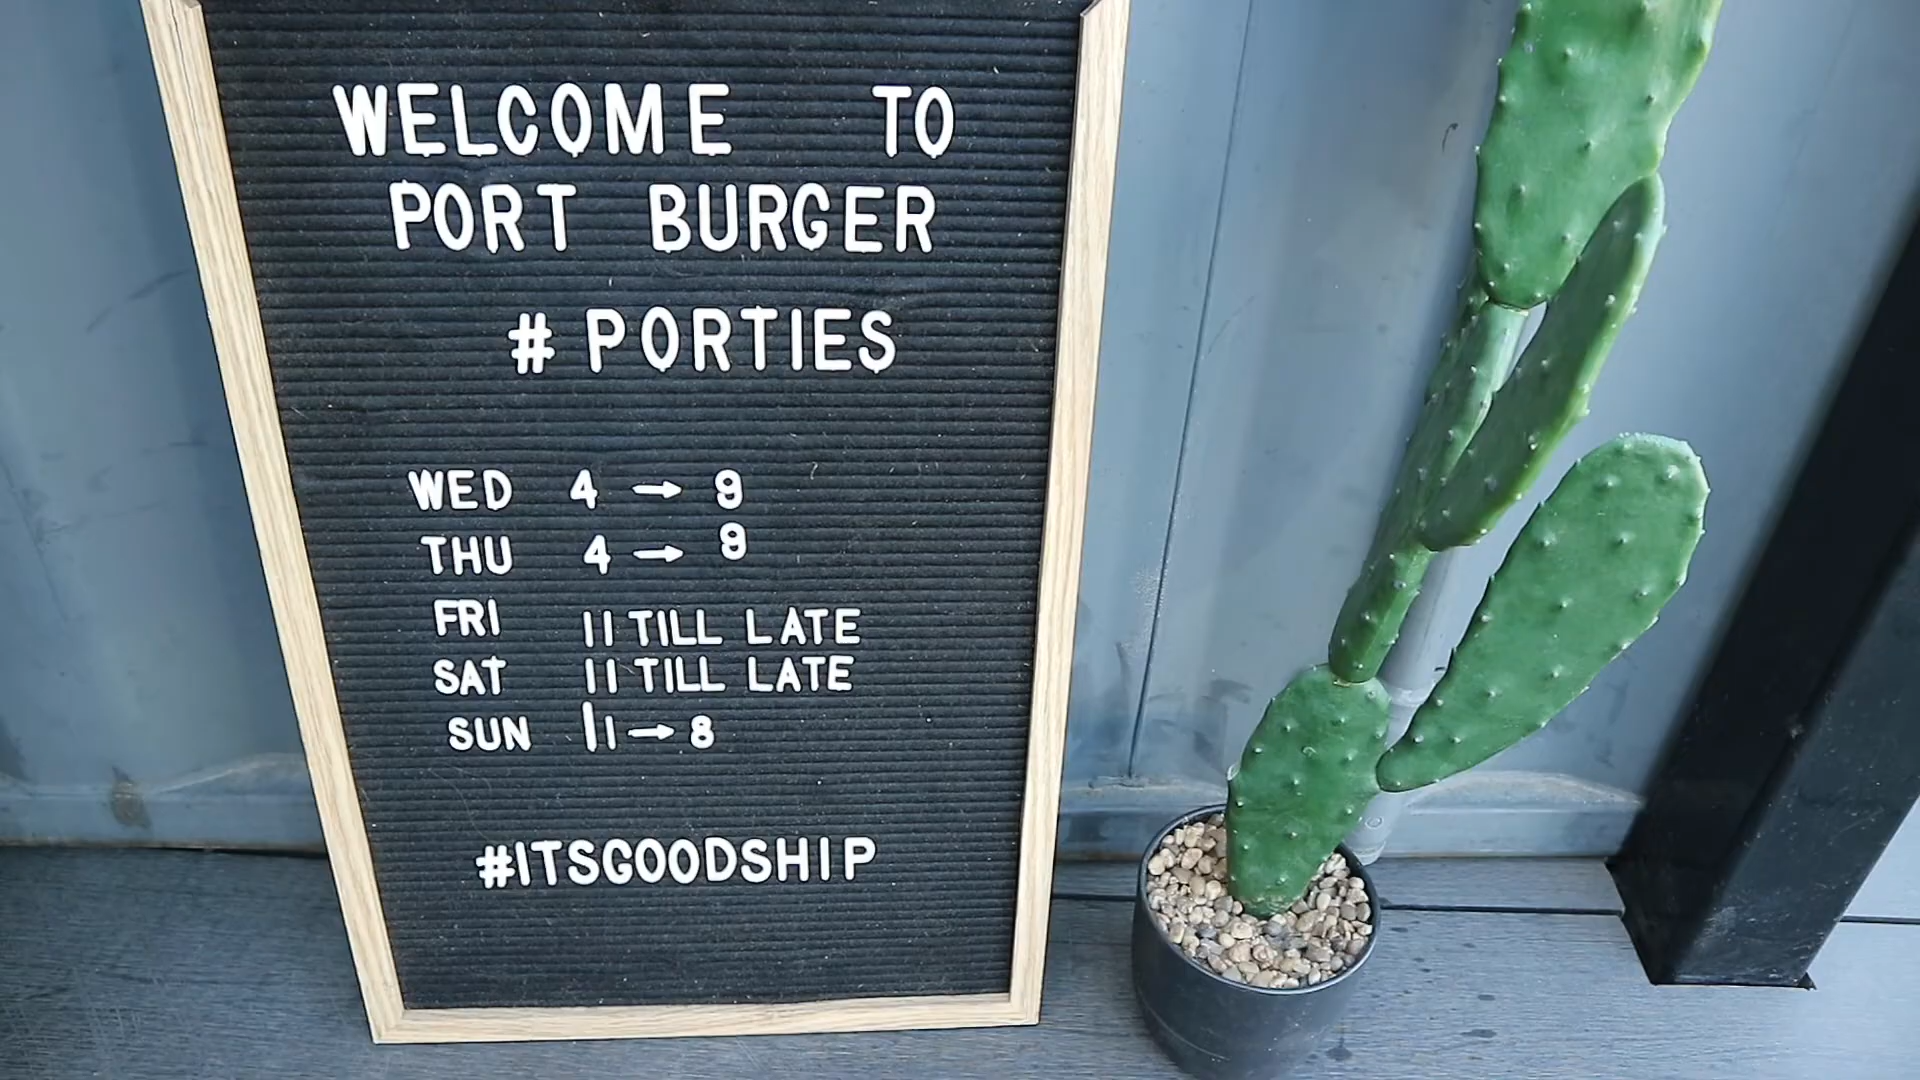 WELCOME TO
PORT BURGER
# PORTIES
WED 4 → 9
THU 4 → 9
FRI 11 TILL LATE
SAT 11 TILL LATE
SUN 11 → 8
#ITSGOODSHIP